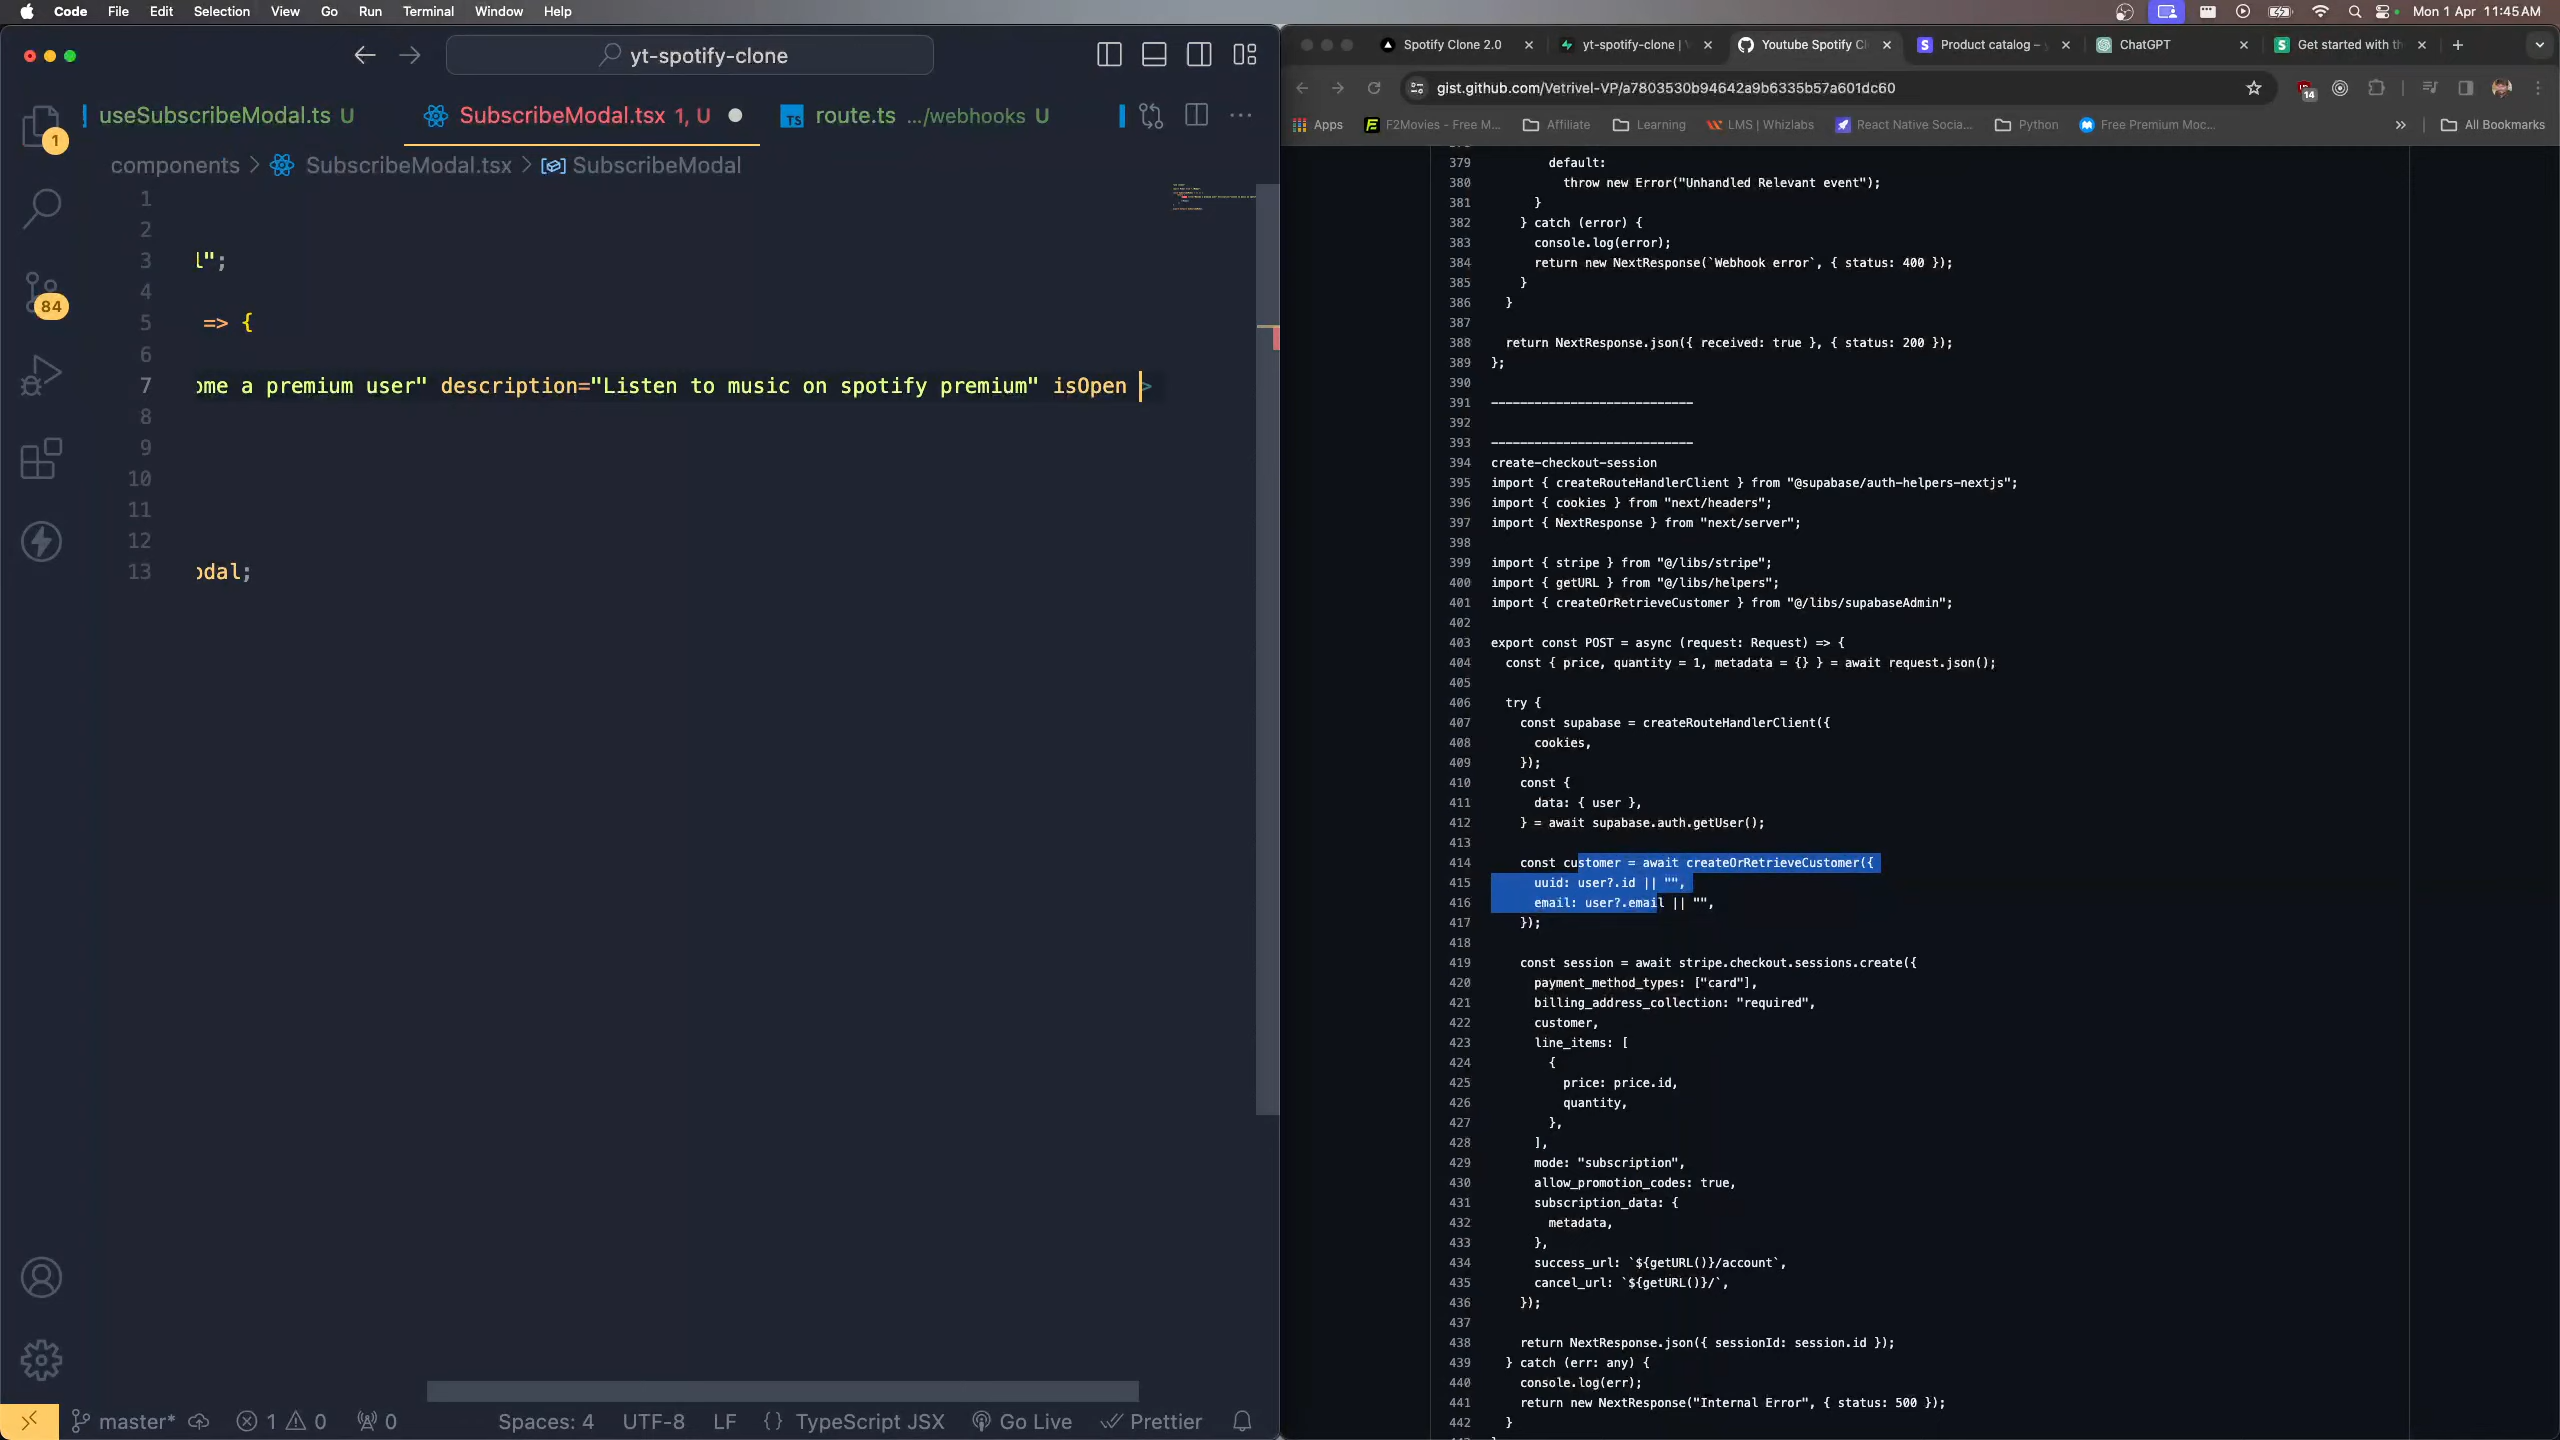 Code File Edit Selection View Go Run Terminal Window Help
Mon 1 Apr 11:45 AM
yt-spotify-clone
useSubscribeModal.ts U
SubscribeModal.tsx 1, U
TS route.ts .../webhooks U
components > SubscribeModal.tsx > SubscribeModal
1
2
3 l";
4
5 => {
6
7 ome a premium user" description="Listen to music on spotify premium" isOpen >
8
9
10
11
12
13 odal;
1
84
master* 1 0 0 Spaces: 4 UTF-8 LF {} TypeScript JSX Go Live Prettier
Spotify Clone 2.0
yt-spotify-clone |
Youtube Spotify Cl
Product catalog –
ChatGPT
Get started with th
gist.github.com/Vetrivel-VP/a7803530b94642a9b6335b57a601dc60
14
Apps F2Movies - Free M... Affiliate Learning LMS | Whizlabs React Native Socia... Python Free Premium Moc... » All Bookmarks
379 default:
380 throw new Error("Unhandled Relevant event");
381 }
382 } catch (error) {
383 console.log(error);
384 return new NextResponse(`Webhook error`, { status: 400 });
385 }
386 }
387
388 return NextResponse.json({ received: true }, { status: 200 });
389 };
390
391 ----------------------------
392
393 ----------------------------
394 create-checkout-session
395 import { createRouteHandlerClient } from "@supabase/auth-helpers-nextjs";
396 import { cookies } from "next/headers";
397 import { NextResponse } from "next/server";
398
399 import { stripe } from "@/libs/stripe";
400 import { getURL } from "@/libs/helpers";
401 import { createOrRetrieveCustomer } from "@/libs/supabaseAdmin";
402
403 export const POST = async (request: Request) => {
404 const { price, quantity = 1, metadata = {} } = await request.json();
405
406 try {
407 const supabase = createRouteHandlerClient({
408 cookies,
409 });
410 const {
411 data: { user },
412 } = await supabase.auth.getUser();
413
414 const customer = await createOrRetrieveCustomer({
415 uuid: user?.id || "",
416 email: user?.email || "",
417 });
418
419 const session = await stripe.checkout.sessions.create({
420 payment_method_types: ["card"],
421 billing_address_collection: "required",
422 customer,
423 line_items: [
424 {
425 price: price.id,
426 quantity,
427 },
428 ],
429 mode: "subscription",
430 allow_promotion_codes: true,
431 subscription_data: {
432 metadata,
433 },
434 success_url: `${getURL()}/account`,
435 cancel_url: `${getURL()}/`,
436 });
437
438 return NextResponse.json({ sessionId: session.id });
439 } catch (err: any) {
440 console.log(err);
441 return new NextResponse("Internal Error", { status: 500 });
442 }